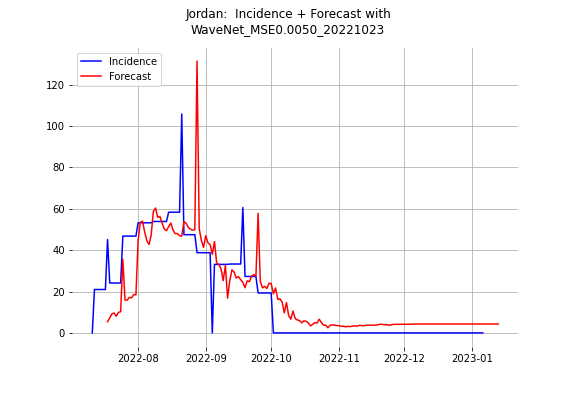 Jordan:  Incidence + Forecast with
WaveNet_MSE0.0050_20221023
Incidence
Forecast
120
100
80
60
40
20
0
2022-08 2022-09 2022-10 2022-11 2022-12 2023-01